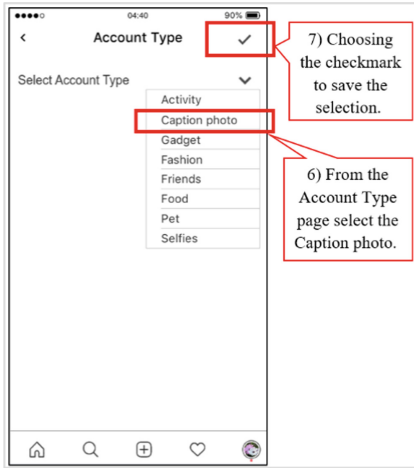 04:40
90%
Account Type
Select Account Type
Activity
Caption photo
Gadget
Fashion
Friends
Food
Pet
Selfies
7) Choosing
the checkmark
to save the
selection.
6) From the
Account Type
page select the
Caption photo.